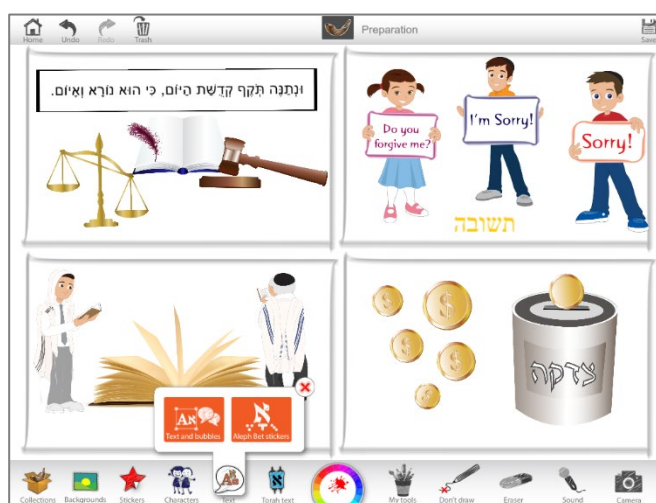 Home
Undo
Redo
Trash
Preparation
Save
וּנְתַנֶּה תֹּקֶף קְדֻשַּׁת הַיּוֹם, כִּי הוּא נוֹרָא וְאָיוֹם.
Do you
forgive me?
I'm Sorry!
Sorry!
תשובה
צדקה
Text and bubbles
Aleph Bet stickers
Collections
Backgrounds
Stickers
Characters
Text
Torah text
My tools
Don't draw
Eraser
Sound
Camera